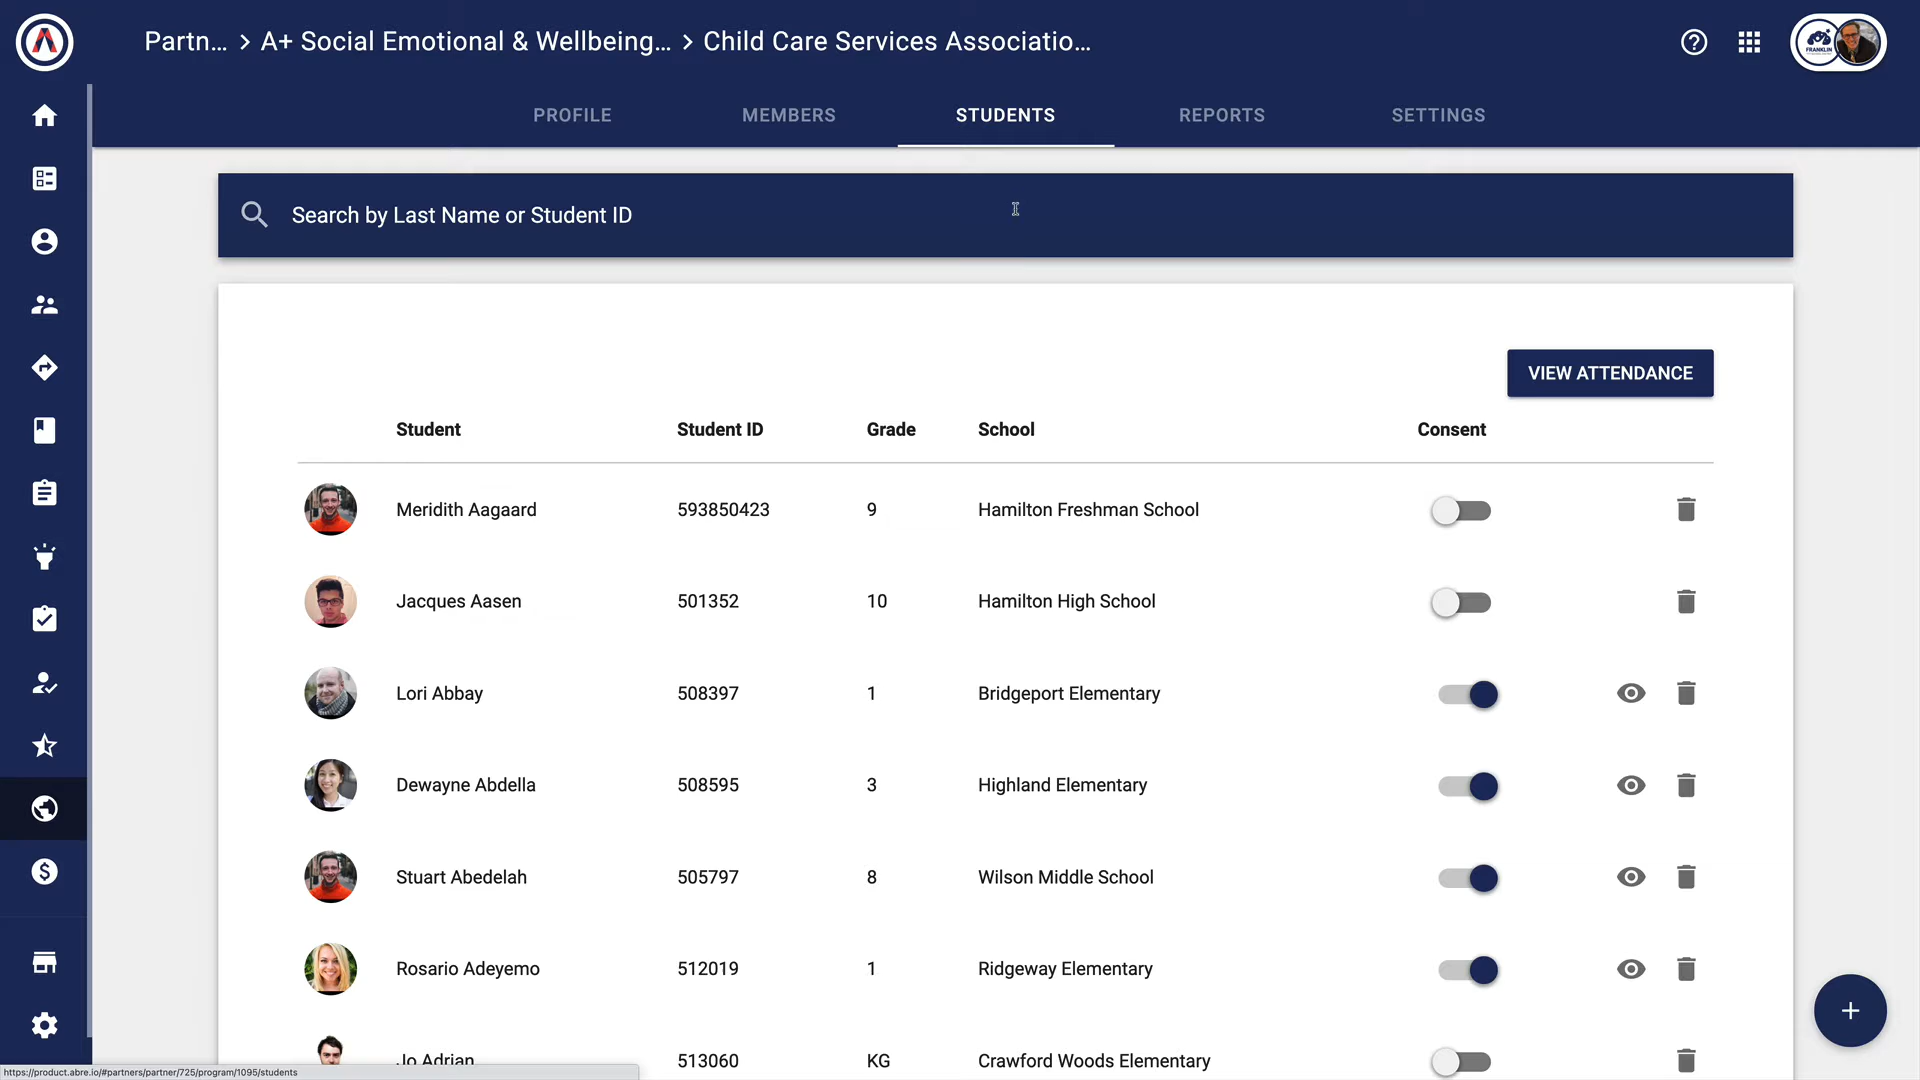 Partn... > A+ Social Emotional & Wellbeing... > Child Care Services Associatio...
FRANKLIN
PROFILE MEMBERS STUDENTS REPORTS SETTINGS
Search by Last Name or Student ID
VIEW ATTENDANCE
Student Student ID Grade School Consent
Meridith Aagaard 593850423 9 Hamilton Freshman School
Jacques Aasen 501352 10 Hamilton High School
Lori Abbay 508397 1 Bridgeport Elementary
Dewayne Abdella 508595 3 Highland Elementary
Stuart Abedelah 505797 8 Wilson Middle School
Rosario Adeyemo 512019 1 Ridgeway Elementary
Jo Adrian 513060 KG Crawford Woods Elementary
https://product.abre.io/#partners/partner/725/program/1095/students